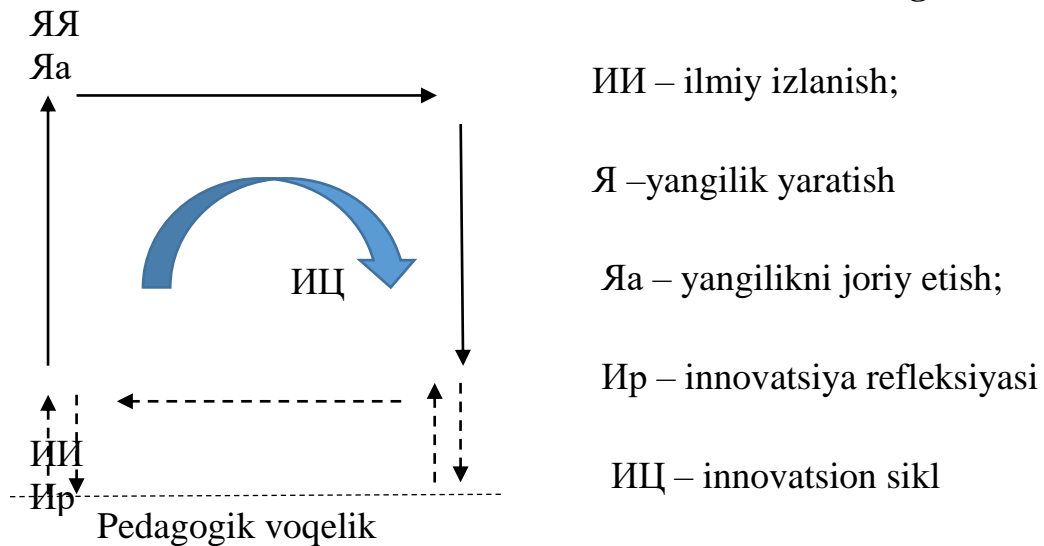 ЯЯ
Яа
ИИ – ilmiy izlanish;
Я –yangilik yaratish
ИЦ
Яа – yangilikni joriy etish;
Ир – innovatsiya refleksiyasi
ИИ
Ир
ИЦ – innovatsion sikl
Pedagogik voqelik